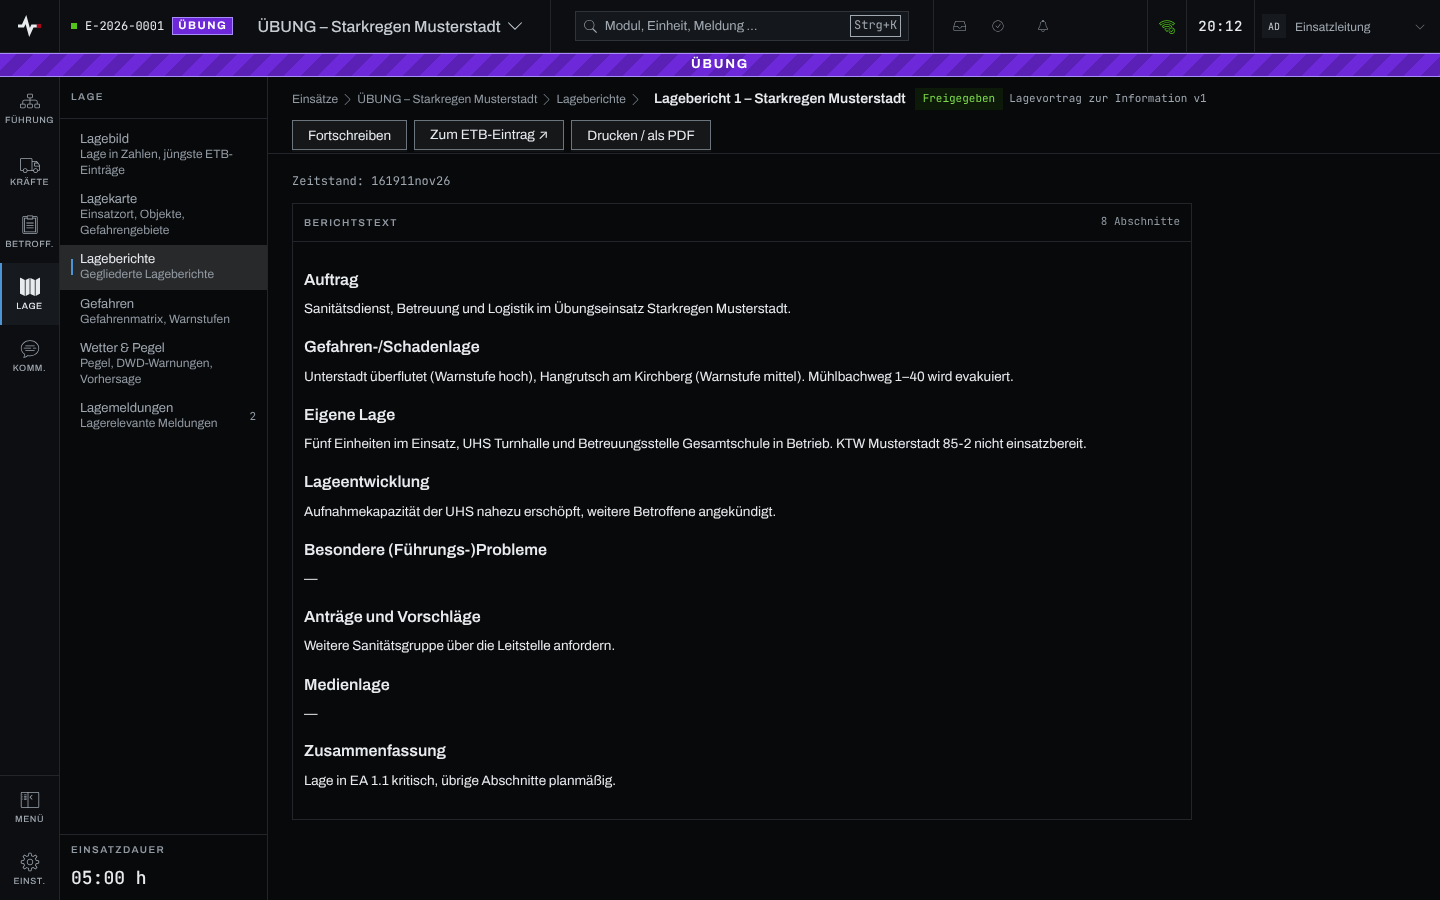 E-2026-0001 ÜBUNG ÜBUNG – Starkregen Musterstadt
Modul, Einheit, Meldung ... Strg+K
20:12
AD Einsatzleitung
ÜBUNG
FÜHRUNG
KRÄFTE
BETROFF.
LAGE
KOMM.
MENÜ
EINST.
LAGE
Lagebild
Lage in Zahlen, jüngste ETB-
Einträge
Lagekarte
Einsatzort, Objekte,
Gefahrengebiete
Lageberichte
Gegliederte Lageberichte
Gefahren
Gefahrenmatrix, Warnstufen
Wetter & Pegel
Pegel, DWD-Warnungen,
Vorhersage
Lagemeldungen
Lagerelevante Meldungen 2
EINSATZDAUER
05:00 h
Einsätze > ÜBUNG – Starkregen Musterstadt > Lageberichte > Lagebericht 1 – Starkregen Musterstadt Freigegeben Lagevortrag zur Information v1
Fortschreiben Zum ETB-Eintrag ↗ Drucken / als PDF
Zeitstand: 161911nov26
BERICHTSTEXT 8 Abschnitte
Auftrag
Sanitätsdienst, Betreuung und Logistik im Übungseinsatz Starkregen Musterstadt.
Gefahren-/Schadenlage
Unterstadt überflutet (Warnstufe hoch), Hangrutsch am Kirchberg (Warnstufe mittel). Mühlbachweg 1–40 wird evakuiert.
Eigene Lage
Fünf Einheiten im Einsatz, UHS Turnhalle und Betreuungsstelle Gesamtschule in Betrieb. KTW Musterstadt 85-2 nicht einsatzbereit.
Lageentwicklung
Aufnahmekapazität der UHS nahezu erschöpft, weitere Betroffene angekündigt.
Besondere (Führungs-)Probleme
—
Anträge und Vorschläge
Weitere Sanitätsgruppe über die Leitstelle anfordern.
Medienlage
—
Zusammenfassung
Lage in EA 1.1 kritisch, übrige Abschnitte planmäßig.